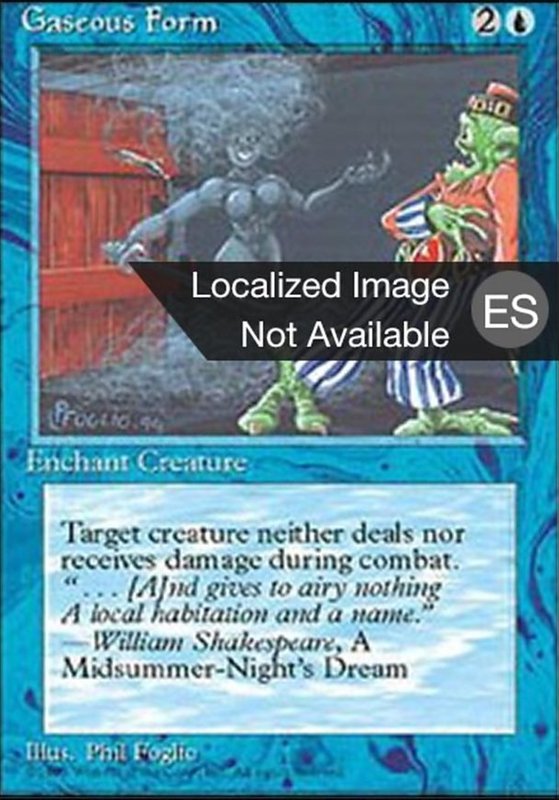 Gaseous Form 2
Localized Image
Not Available
ES
Enchant Creature
Target creature neither deals nor
receives damage during combat.
“. . . [A]nd gives to airy nothing
A local habitation and a name.”
—William Shakespeare, A
Midsummer-Night's Dream
Illus. Phil Foglio